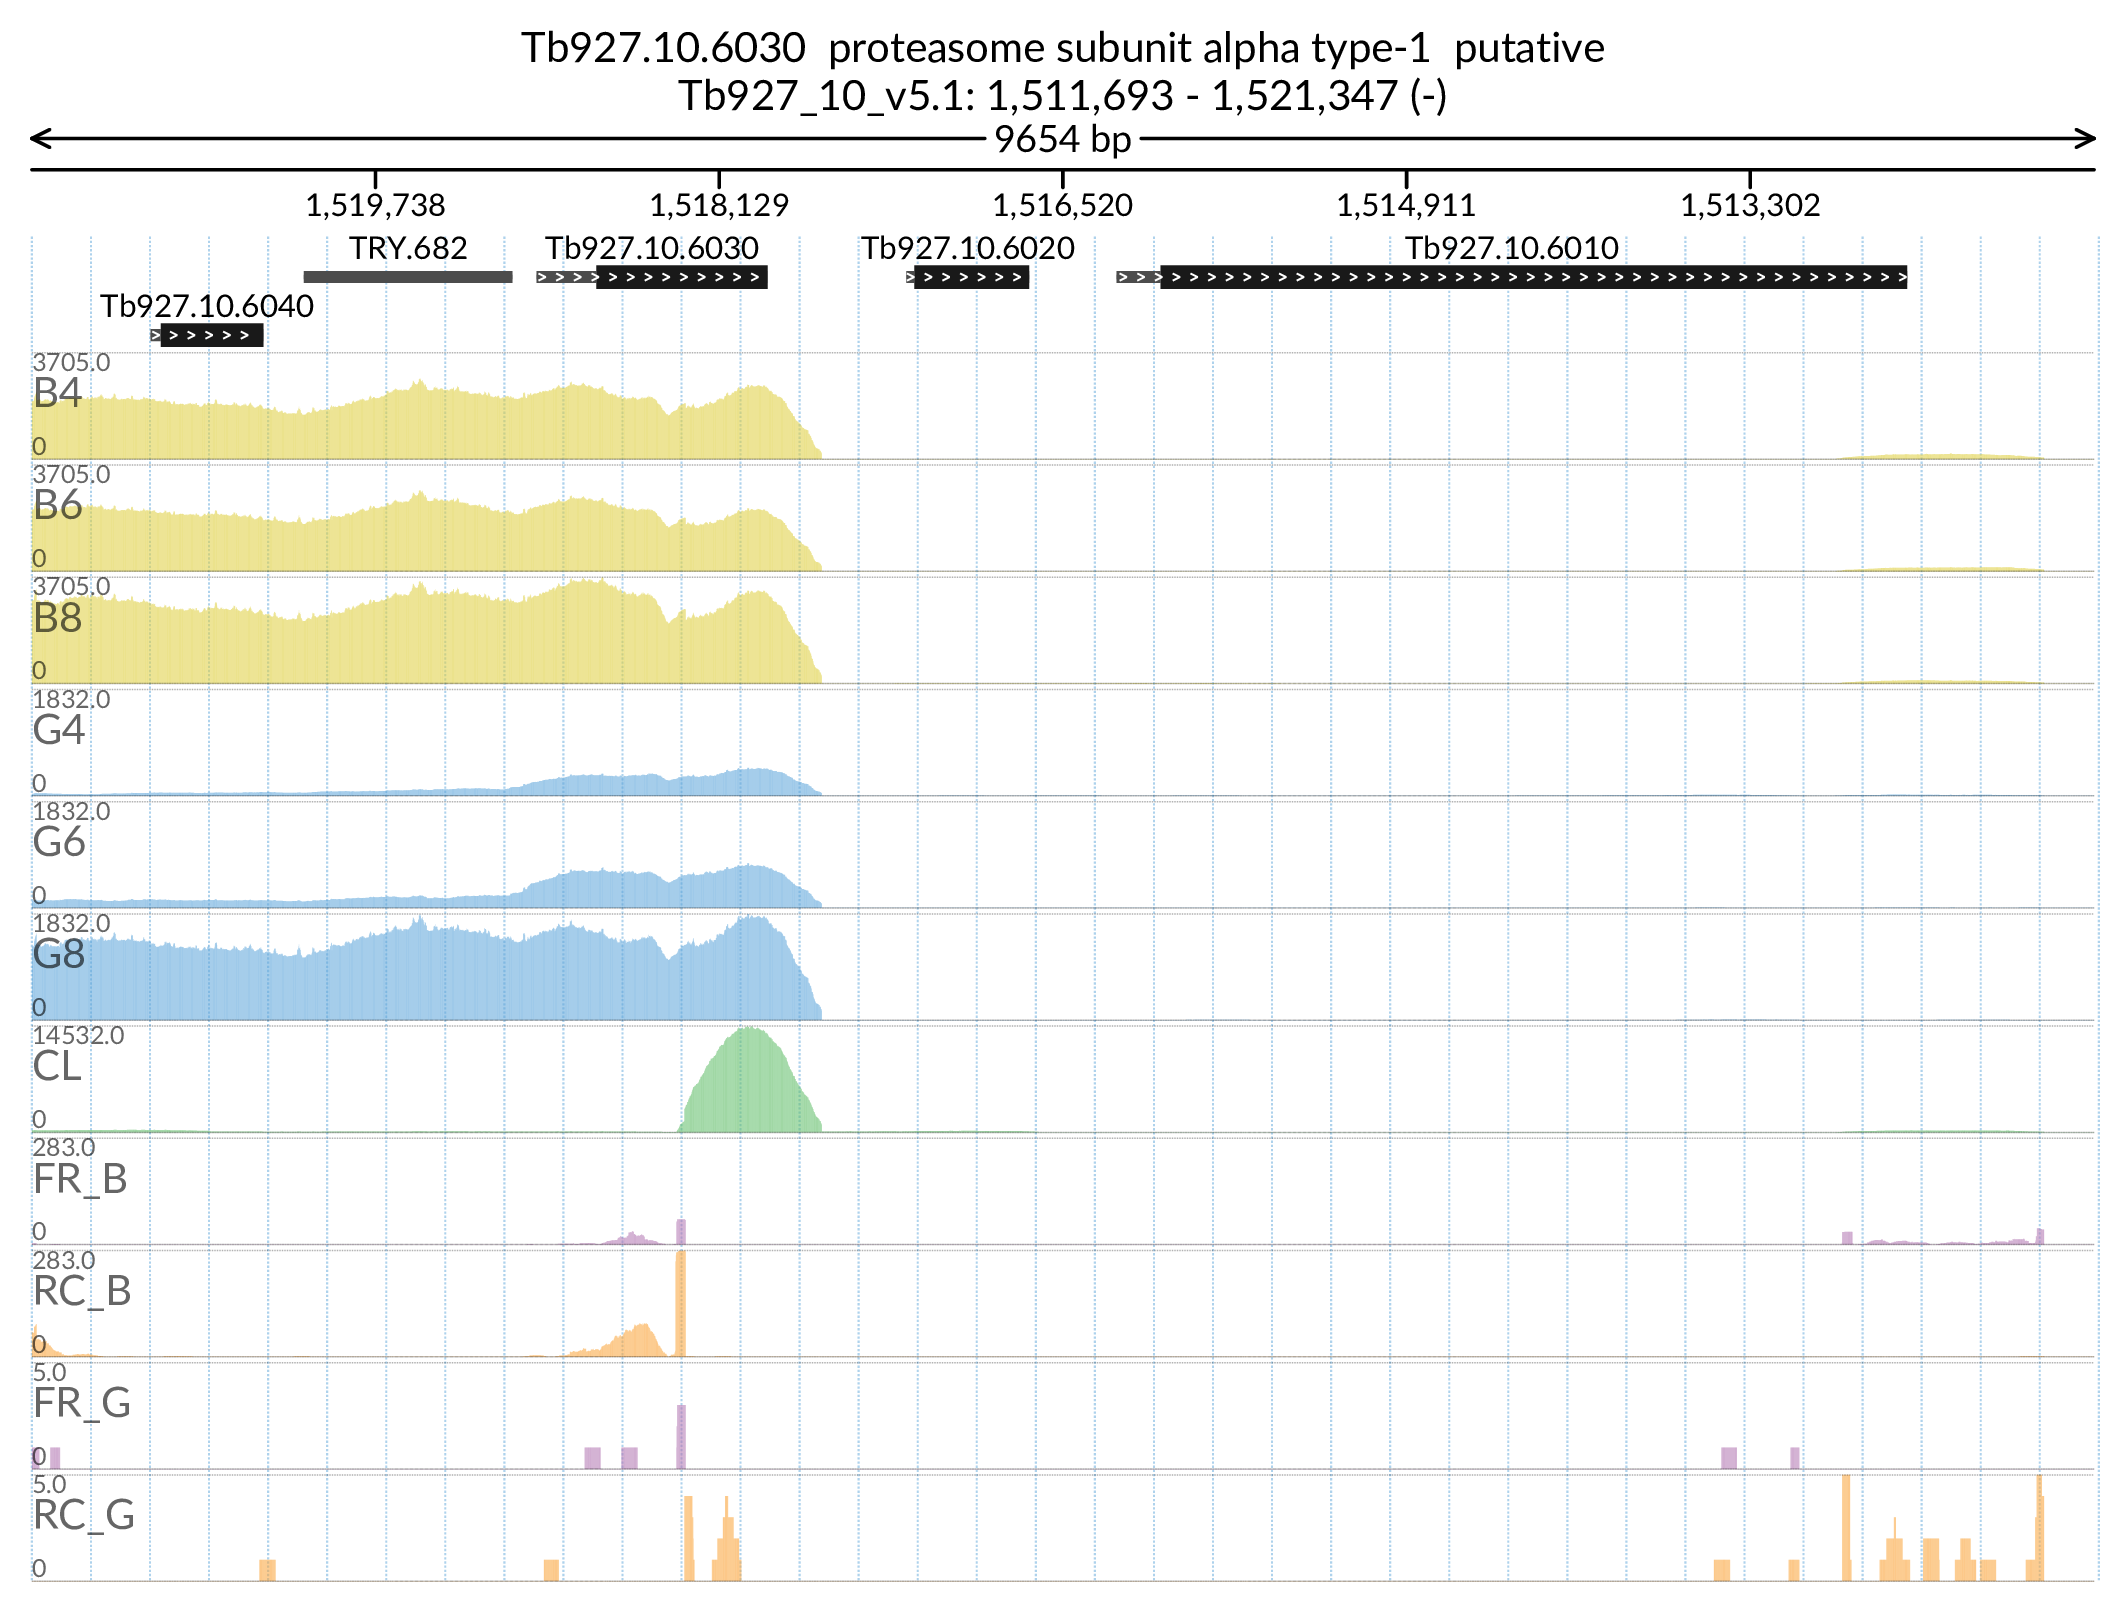 Tb927.10.6030  proteasome subunit alpha type-1  putative
Tb927_10_v5.1: 1,511,693 - 1,521,347 (-)
9654 bp
1,519,738 1,518,129 1,516,520 1,514,911 1,513,302
TRY.682 Tb927.10.6030 Tb927.10.6020 Tb927.10.6010
Tb927.10.6040
3705.0
B4
0
3705.0
B6
0
3705.0
B8
0
1832.0
G4
0
1832.0
G6
0
1832.0
G8
0
14532.0
CL
0
283.0
FR_B
0
283.0
RC_B
0
5.0
FR_G
0
5.0
RC_G
0